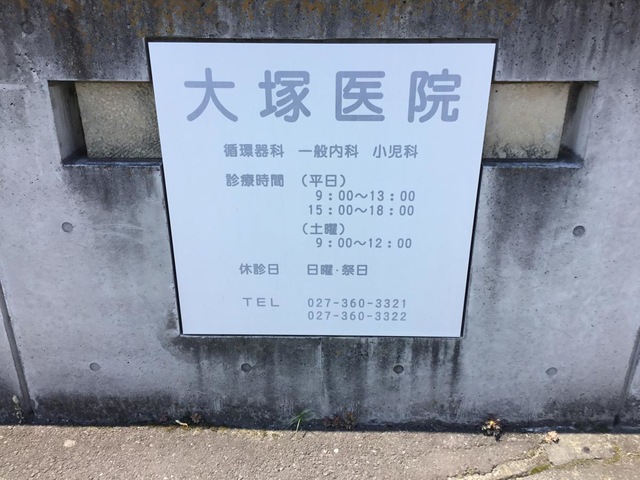 大塚医院
循環器科 一般内科 小児科
診療時間 (平日)
9:00〜13:00
15:00〜18:00
(土曜)
9:00〜12:00
休診日 日曜・祭日
TEL 027-360-3321
027-360-3322